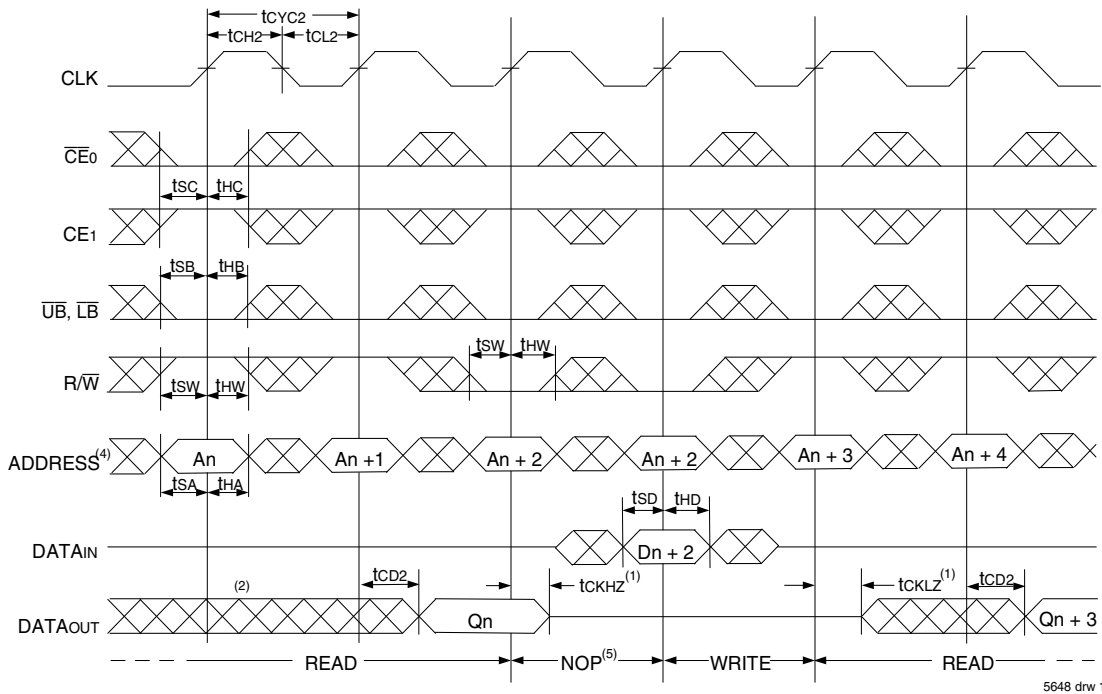 tCYC2
tCH2 tCL2
CLK
CE0
tSC tHC
CE1
tSB tHB
UB, LB
tSW tHW
R/W
tSW tHW
ADDRESS(4) An An +1 An + 2 An + 2 An + 3 An + 4
tSA tHA
tSD tHD
DATAIN Dn + 2
(2) tCD2 tCKHZ(1) tCKLZ(1) tCD2
DATAOUT Qn Qn + 3
READ NOP(5) WRITE READ
5648 drw 1